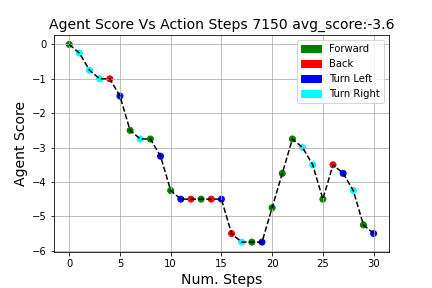 Agent Score Vs Action Steps 7150 avg_score:-3.6
0
−1
−2
−3
−4
−5
−6
Agent Score
Forward
Back
Turn Left
Turn Right
0 5 10 15 20 25 30
Num. Steps